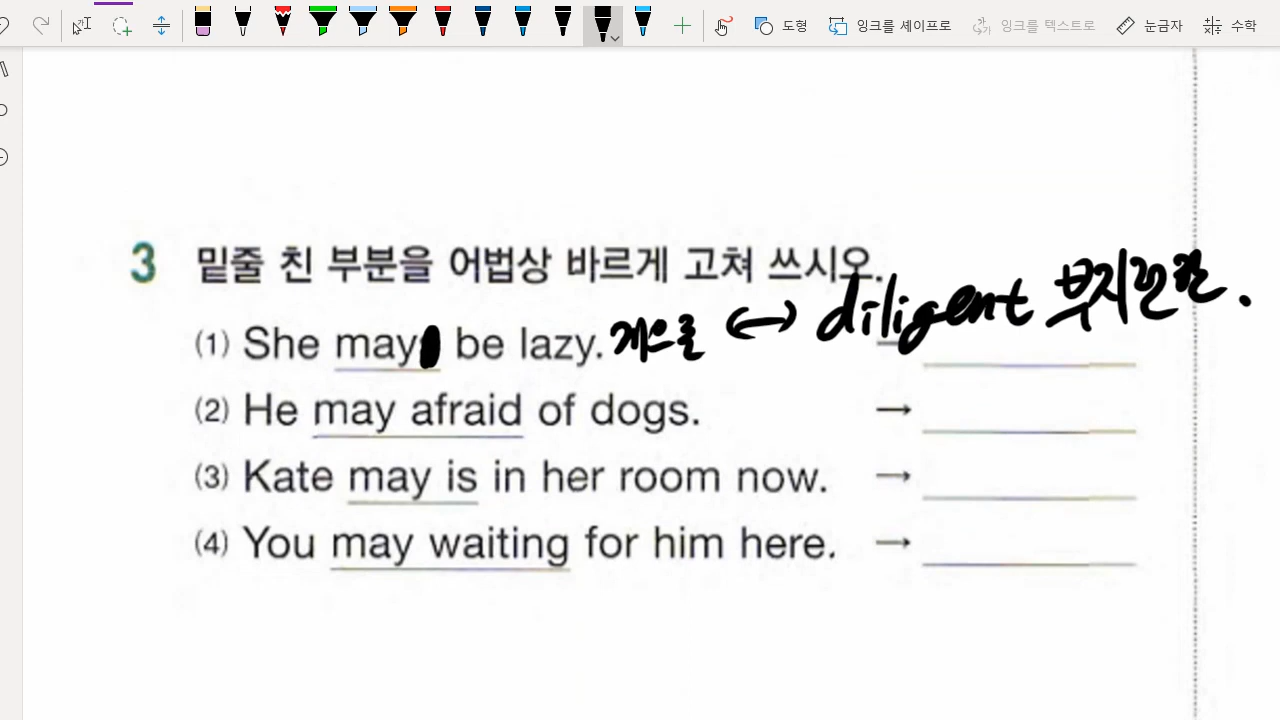 도형 잉크를 셰이프로 잉크를 텍스트로 눈금자 수학
3 밑줄 친 부분을 어법상 바르게 고쳐 쓰시오.
(1) She may be lazy. 게으를 ↔ diligent 부지런한.
(2) He may afraid of dogs. →
(3) Kate may is in her room now. →
(4) You may waiting for him here. →